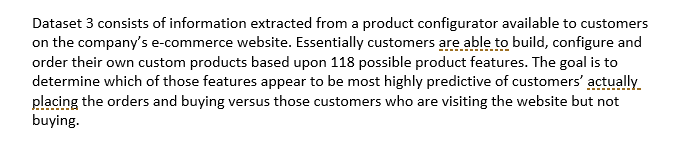 Dataset 3 consists of information extracted from a product configurator available to customers
on the company's e-commerce website. Essentially customers are able to build, configure and
order their own custom products based upon 118 possible product features. The goal is to
determine which of those features appear to be most highly predictive of customers' actually
placing the orders and buying versus those customers who are visiting the website but not
buying.